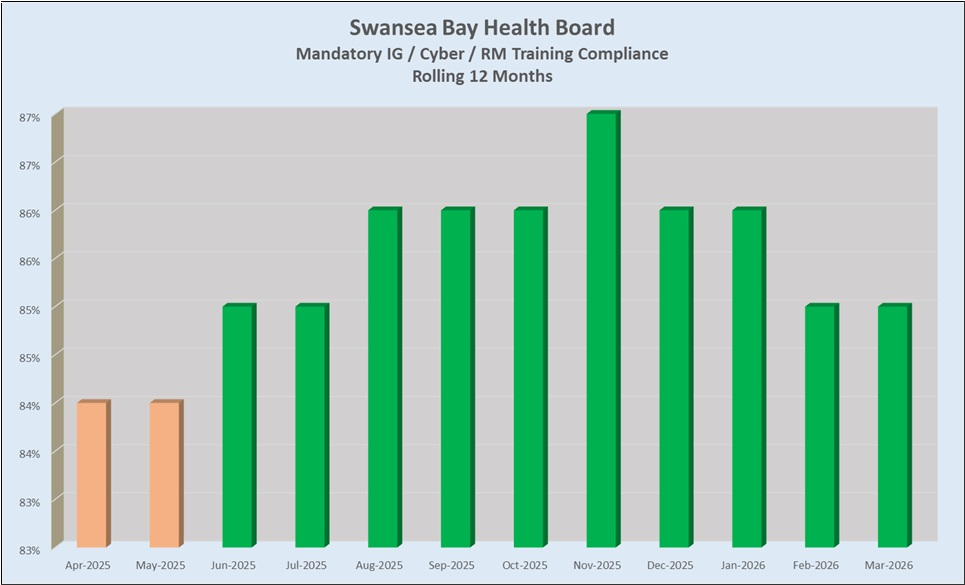 Swansea Bay Health Board
Mandatory IG / Cyber / RM Training Compliance
Rolling 12 Months
87%
87%
86%
86%
85%
85%
84%
84%
83%
83%
Apr-2025 May-2025 Jun-2025 Jul-2025 Aug-2025 Sep-2025 Oct-2025 Nov-2025 Dec-2025 Jan-2026 Feb-2026 Mar-2026